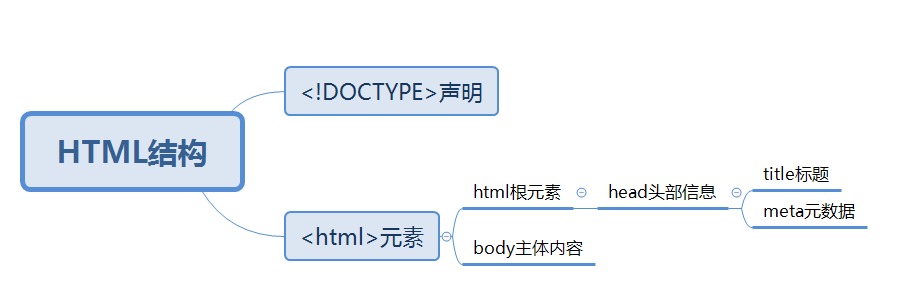 <!DOCTYPE>声明
HTML结构
<html>元素
html根元素
head头部信息
title标题
meta元数据
body主体内容